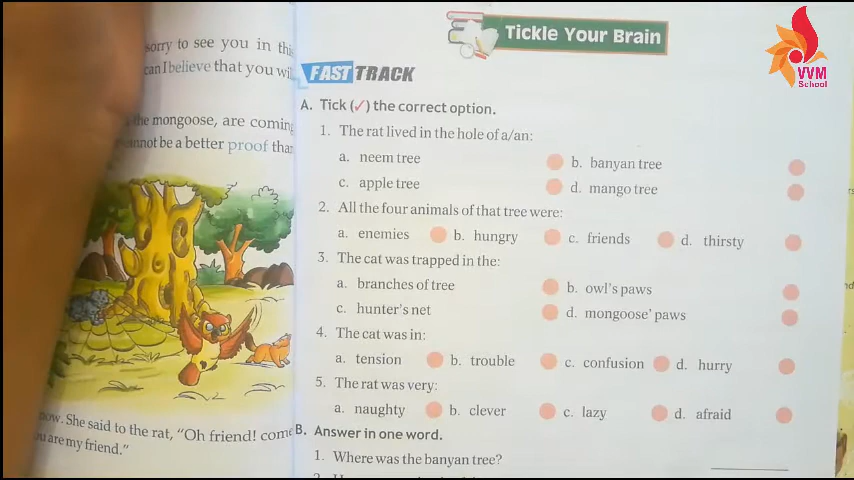 sorry to see you in thi
can I believe that you wil
the mongoose, are coming
annot be a better proof than
now. She said to the rat, “Oh friend! come
ou are my friend.”
Tickle Your Brain
VVM
School
FAST TRACK
A. Tick (✓) the correct option.
1. The rat lived in the hole of a/an:
a. neem tree b. banyan tree
c. apple tree d. mango tree
2. All the four animals of that tree were:
a. enemies b. hungry c. friends d. thirsty
3. The cat was trapped in the:
a. branches of tree b. owl's paws
c. hunter's net d. mongoose' paws
4. The cat was in:
a. tension b. trouble c. confusion d. hurry
5. The rat was very:
a. naughty b. clever c. lazy d. afraid
B. Answer in one word.
1. Where was the banyan tree?